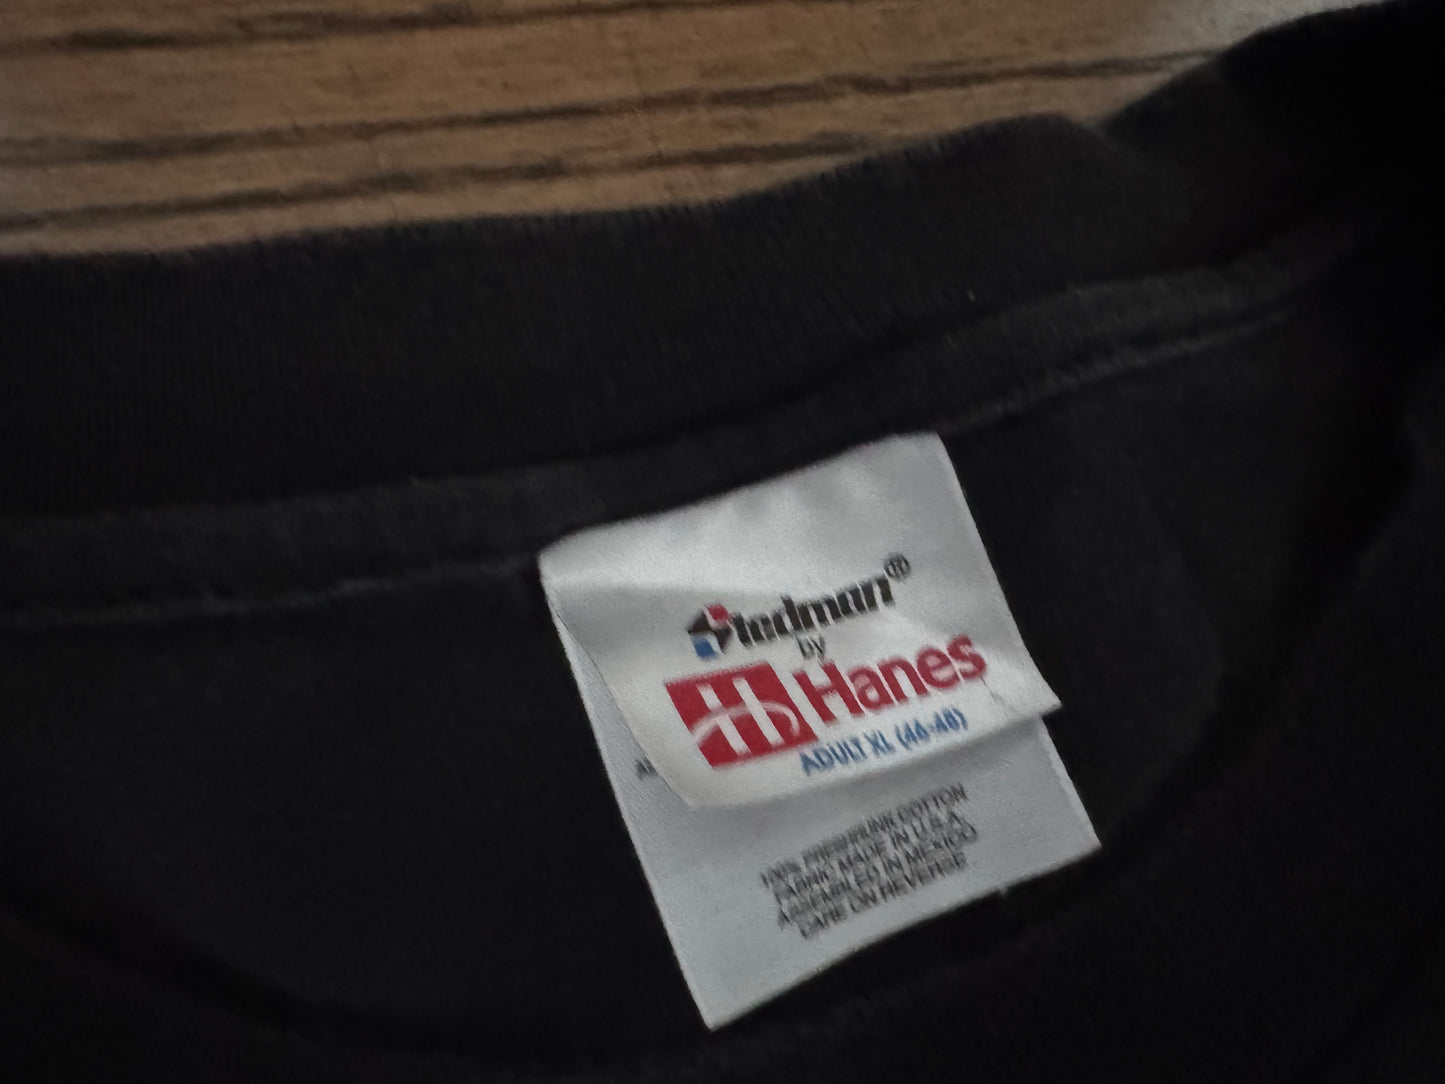 Stedman®
by
Hanes
ADULT XL (46-48)
100% PRESHRUNK COTTON
FABRIC MADE IN U.S.A.
ASSEMBLED IN MEXICO
CARE ON REVERSE